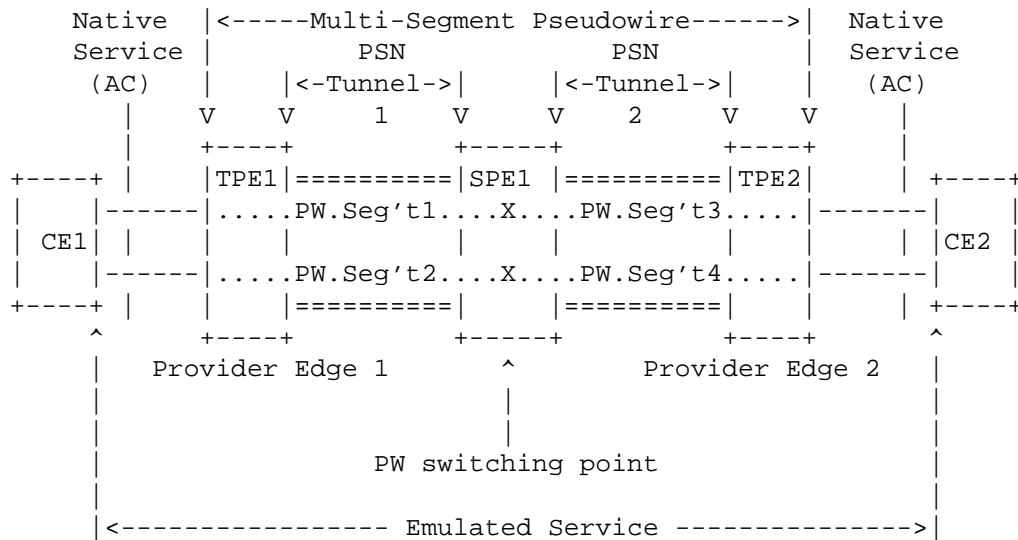 Native |<-----Multi-Segment Pseudowire----->| Native
Service | PSN PSN | Service
(AC) | |<-Tunnel->| |<-Tunnel->| | (AC)
| V V 1 V V 2 V V |
| +----+ +-----+ +----+ |
+----+ | |TPE1|==========|SPE1 |==========|TPE2| | +----+
| |------|.....PW.Seg't1....X....PW.Seg't3.....|-------| |
| CE1| | | | | | | | | |CE2 |
| |------|.....PW.Seg't2....X....PW.Seg't4.....|-------| |
+----+ | | |==========| |==========| | | +----+
^ +----+ +-----+ +----+ ^
| Provider Edge 1 ^ Provider Edge 2 |
| | |
| | |
| PW switching point |
| |
|<---------------- Emulated Service --------------->|